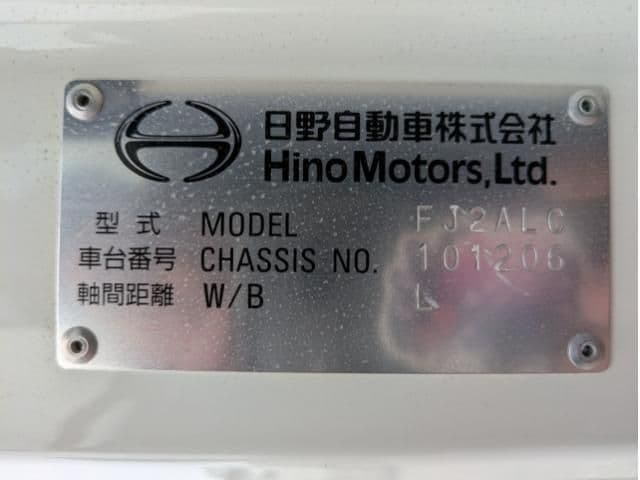 日野自動車株式会社
Hino Motors,Ltd.
型式 MODEL FJ2ALC
車台番号 CHASSIS NO. 101206
軸間距離 W/B L